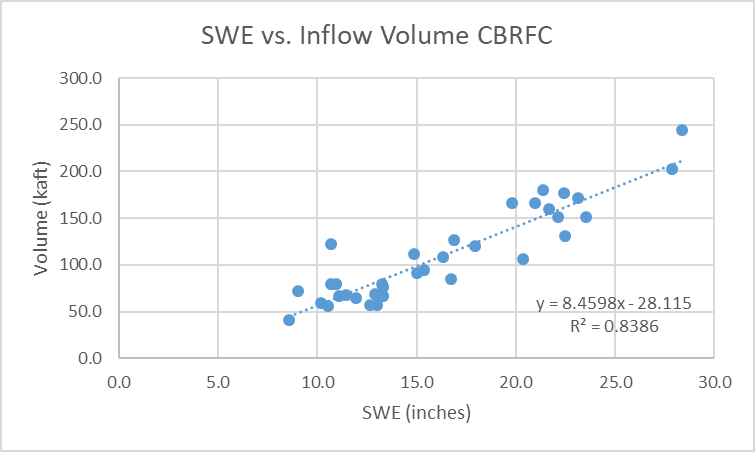 SWE vs. Inflow Volume CBRFC
300.0
250.0
200.0
150.0
100.0
50.0
0.0
Volume (kaft)
y = 8.4598x - 28.115
R² = 0.8386
0.0 5.0 10.0 15.0 20.0 25.0 30.0
SWE (inches)